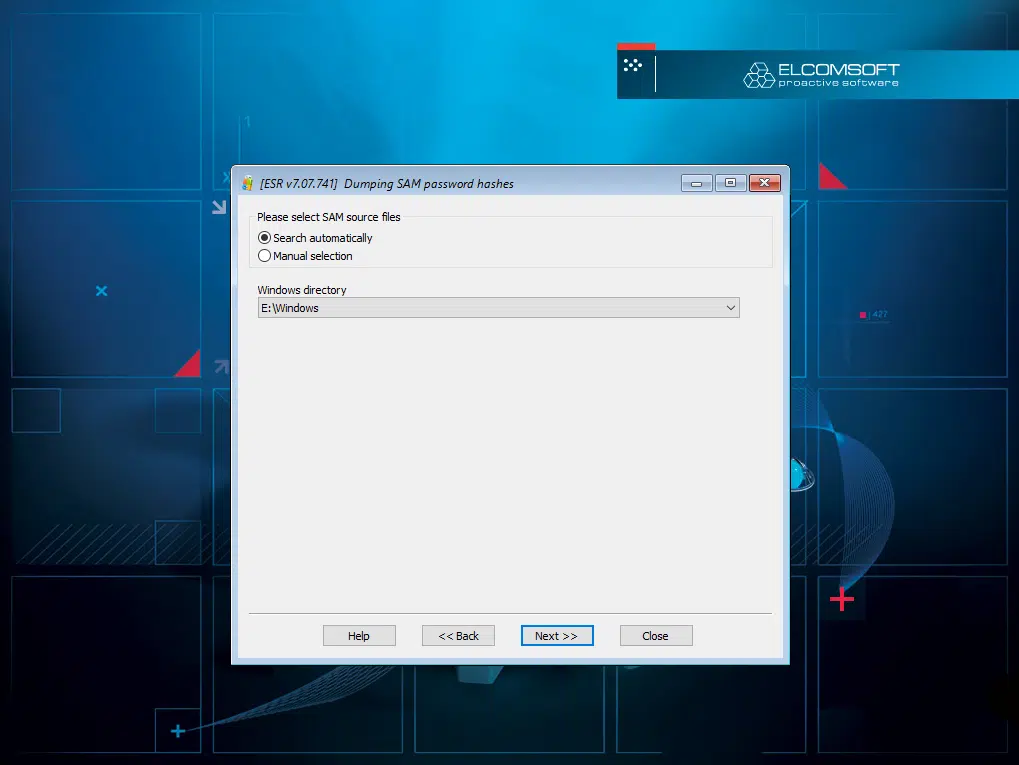 ELCOMSOFT
proactive software
1
[ESR v7.07.741] Dumping SAM password hashes
Please select SAM source files
Search automatically
Manual selection
Windows directory
E:\Windows
427
Help
<< Back
Next >>
Close